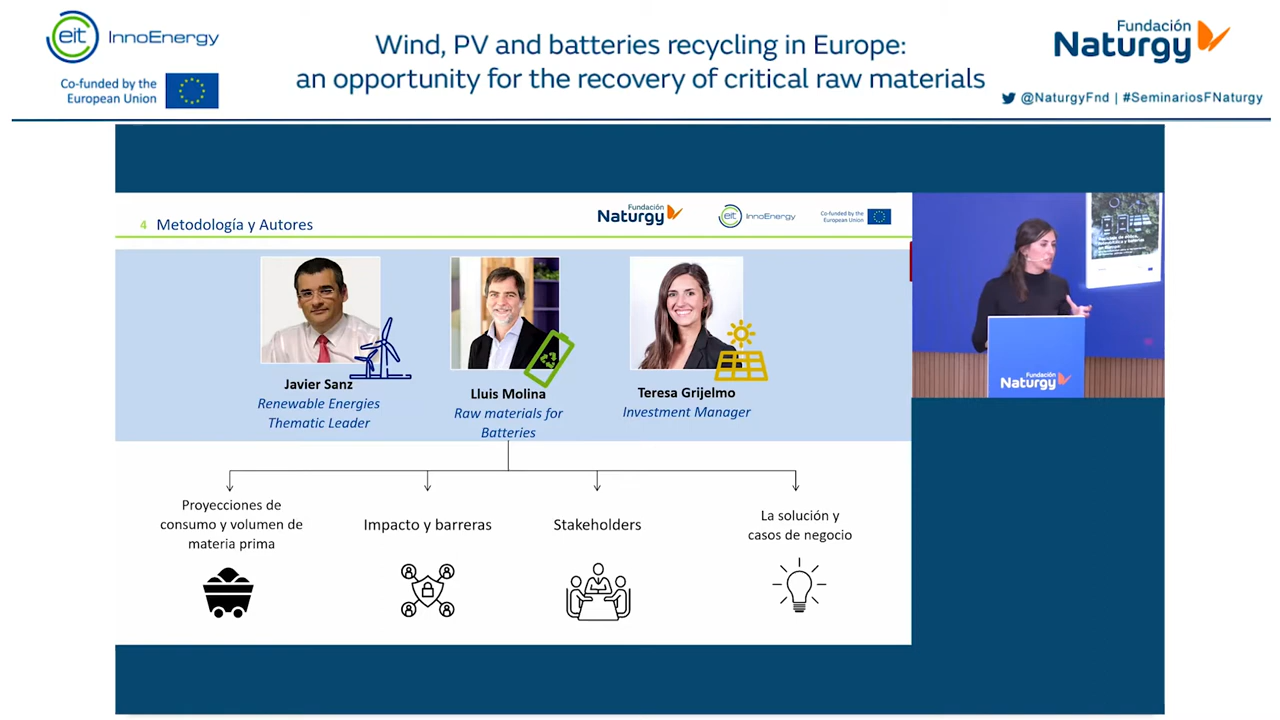 eit InnoEnergy
Co-funded by the
European Union
Wind, PV and batteries recycling in Europe:
an opportunity for the recovery of critical raw materials
Fundación
Naturgy
@NaturgyFnd | #SeminariosFNaturgy
4 Metodología y Autores
Fundación
Naturgy
eit InnoEnergy
Co-funded by the
European Union
Javier Sanz
Renewable Energies
Thematic Leader
Lluis Molina
Raw materials for
Batteries
Teresa Grijelmo
Investment Manager
Proyecciones de
consumo y volumen de
materia prima
Impacto y barreras
Stakeholders
La solución y
casos de negocio
Fundación
Naturgy